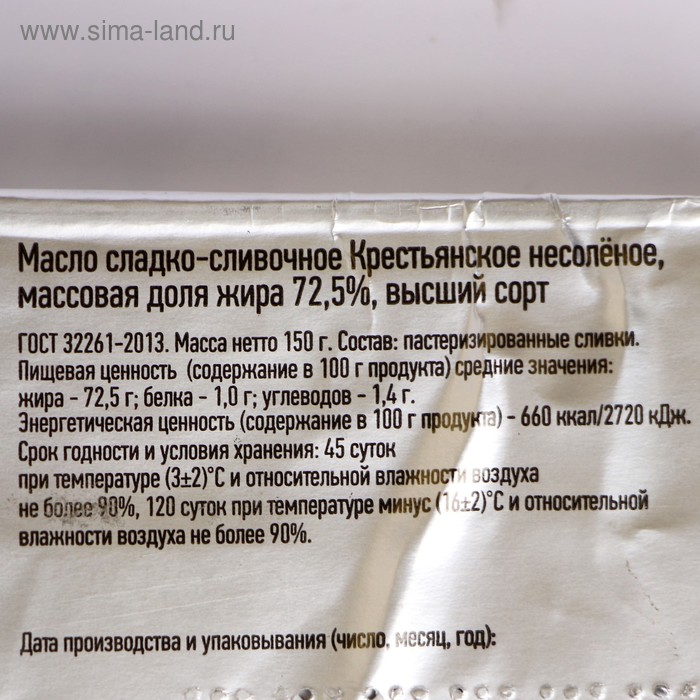 www.sima-land.ru
Масло сладко-сливочное Крестьянское несолёное,
массовая доля жира 72,5%, высший сорт
ГОСТ 32261-2013. Масса нетто 150 г. Состав: пастеризированные сливки.
Пищевая ценность (содержание в 100 г продукта) средние значения:
жира - 72,5 г; белка - 1,0 г; углеводов - 1,4 г.
Энергетическая ценность (содержание в 100 г продукта) - 660 ккал/2720 кДж.
Срок годности и условия хранения: 45 суток
при температуре (3±2)°С и относительной влажности воздуха
не более 90%, 120 суток при температуре минус (16±2)°С и относительной
влажности воздуха не более 90%.
Дата производства и упаковывания (число, месяц, год):